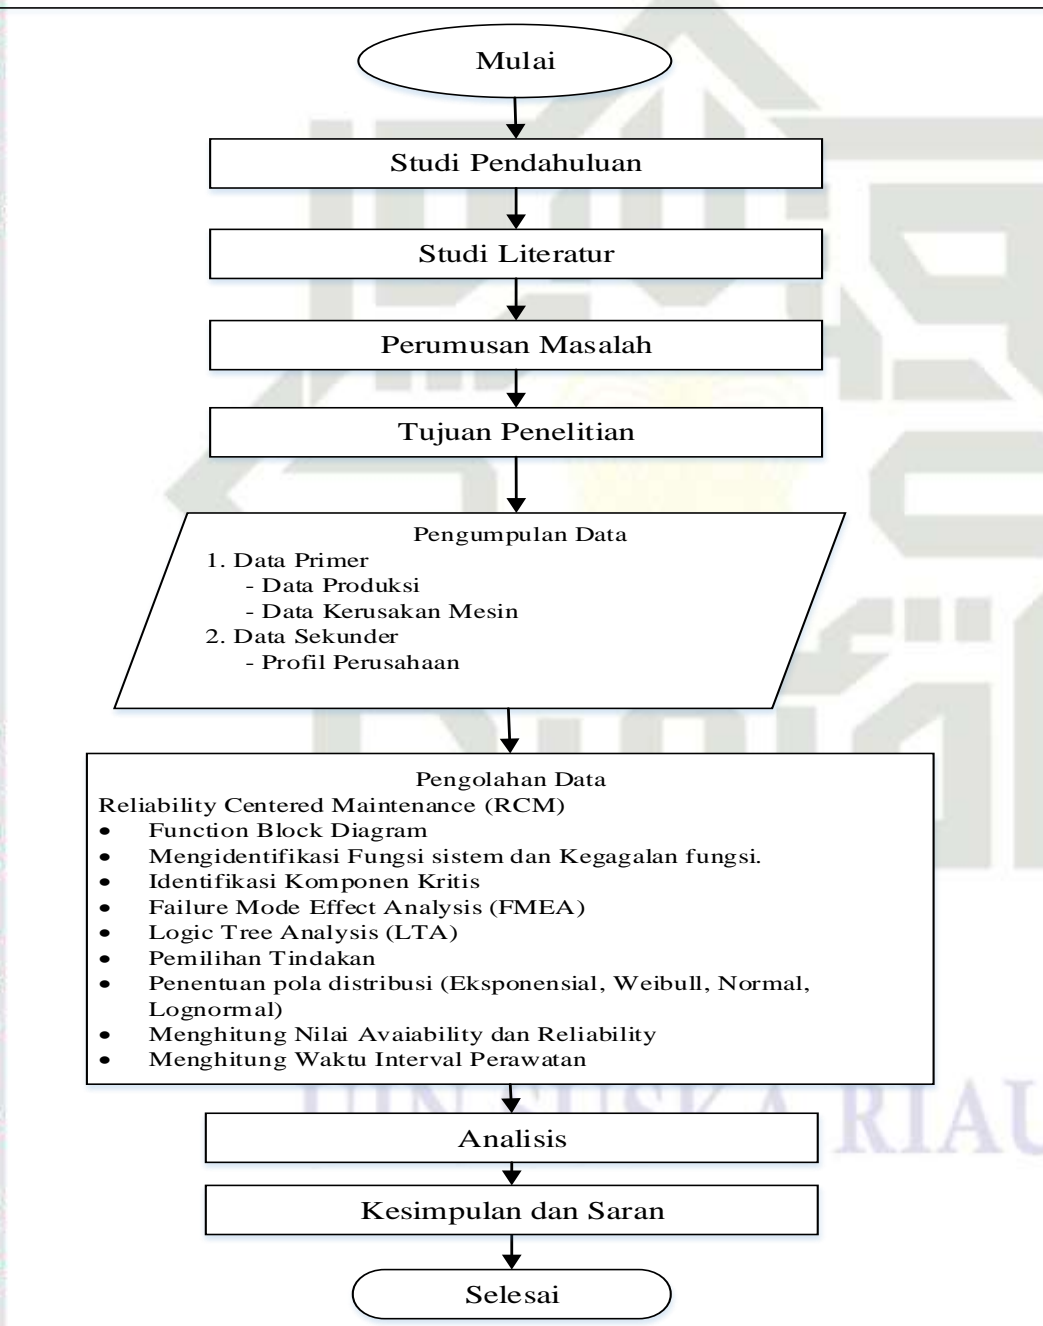 Mulai
Studi Pendahuluan
Studi Literatur
Perumusan Masalah
Tujuan Penelitian
Pengumpulan Data
1. Data Primer
- Data Produksi
- Data Kerusakan Mesin
2. Data Sekunder
- Profil Perusahaan
Pengolahan Data
Reliability Centered Maintenance (RCM)
• Function Block Diagram
• Mengidentifikasi Fungsi sistem dan Kegagalan fungsi.
• Identifikasi Komponen Kritis
• Failure Mode Effect Analysis (FMEA)
• Logic Tree Analysis (LTA)
• Pemilihan Tindakan
• Penentuan pola distribusi (Eksponensial, Weibull, Normal,
Lognormal)
• Menghitung Nilai Avaiability dan Reliability
• Menghitung Waktu Interval Perawatan
UIN SUSKA RIAU
Analisis
Kesimpulan dan Saran
Selesai